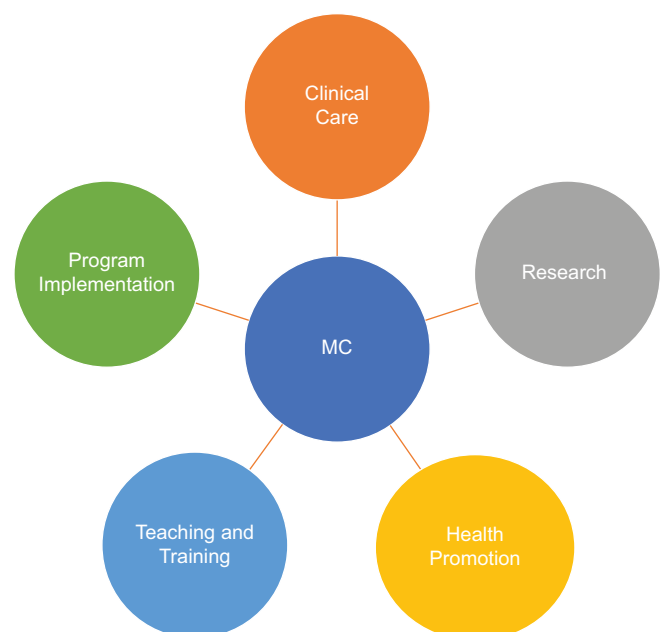 Clinical
Care
Program
Implementation
Research
MC
Teaching and
Training
Health
Promotion